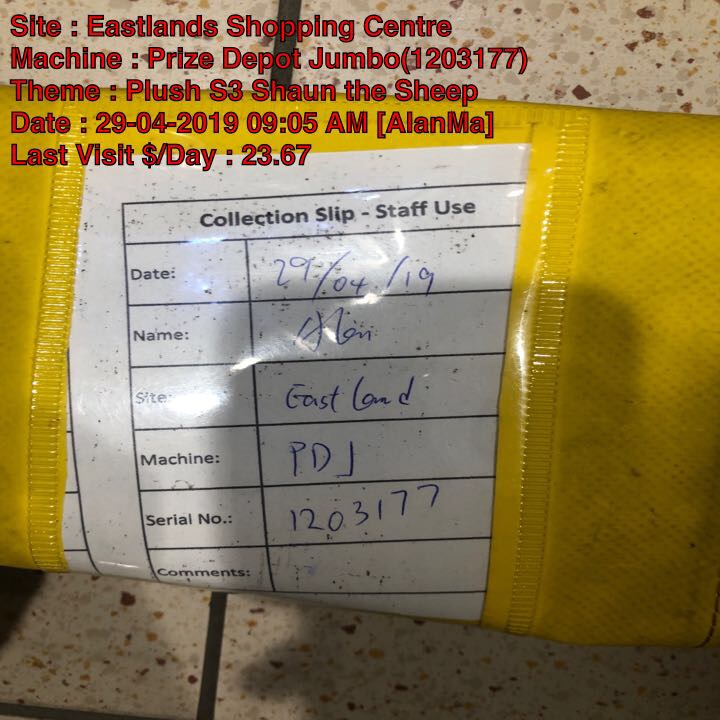 Site : Eastlands Shopping Centre
Machine : Prize Depot Jumbo(1203177)
Theme : Plush S3 Shaun the Sheep
Date : 29-04-2019 09:05 AM [AlanMa]
Last Visit $/Day : 23.67
Collection Slip - Staff Use
Date: 29/04/19
Name: Alan
Site: East Land
Machine: PDJ
Serial No.: 1203177
Comments: